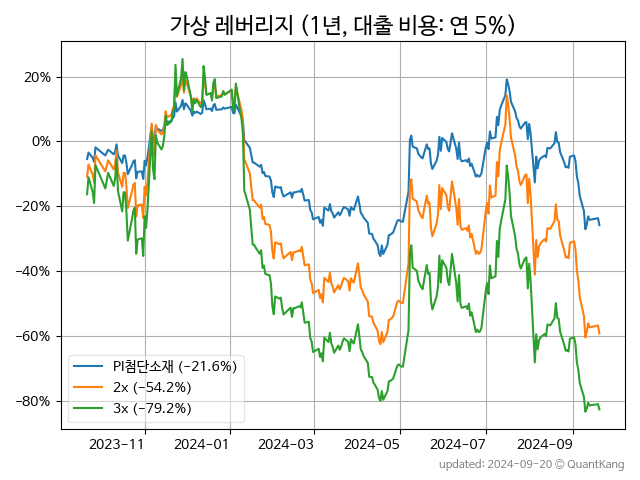 가상 레버리지 (1년, 대출 비용: 연 5%)
20%
0%
−20%
−40%
−60%
−80%
PI첨단소재 (−21.6%)
2x (−54.2%)
3x (−79.2%)
2023-11 2024-01 2024-03 2024-05 2024-07 2024-09
updated: 2024-09-20 @ QuantKang